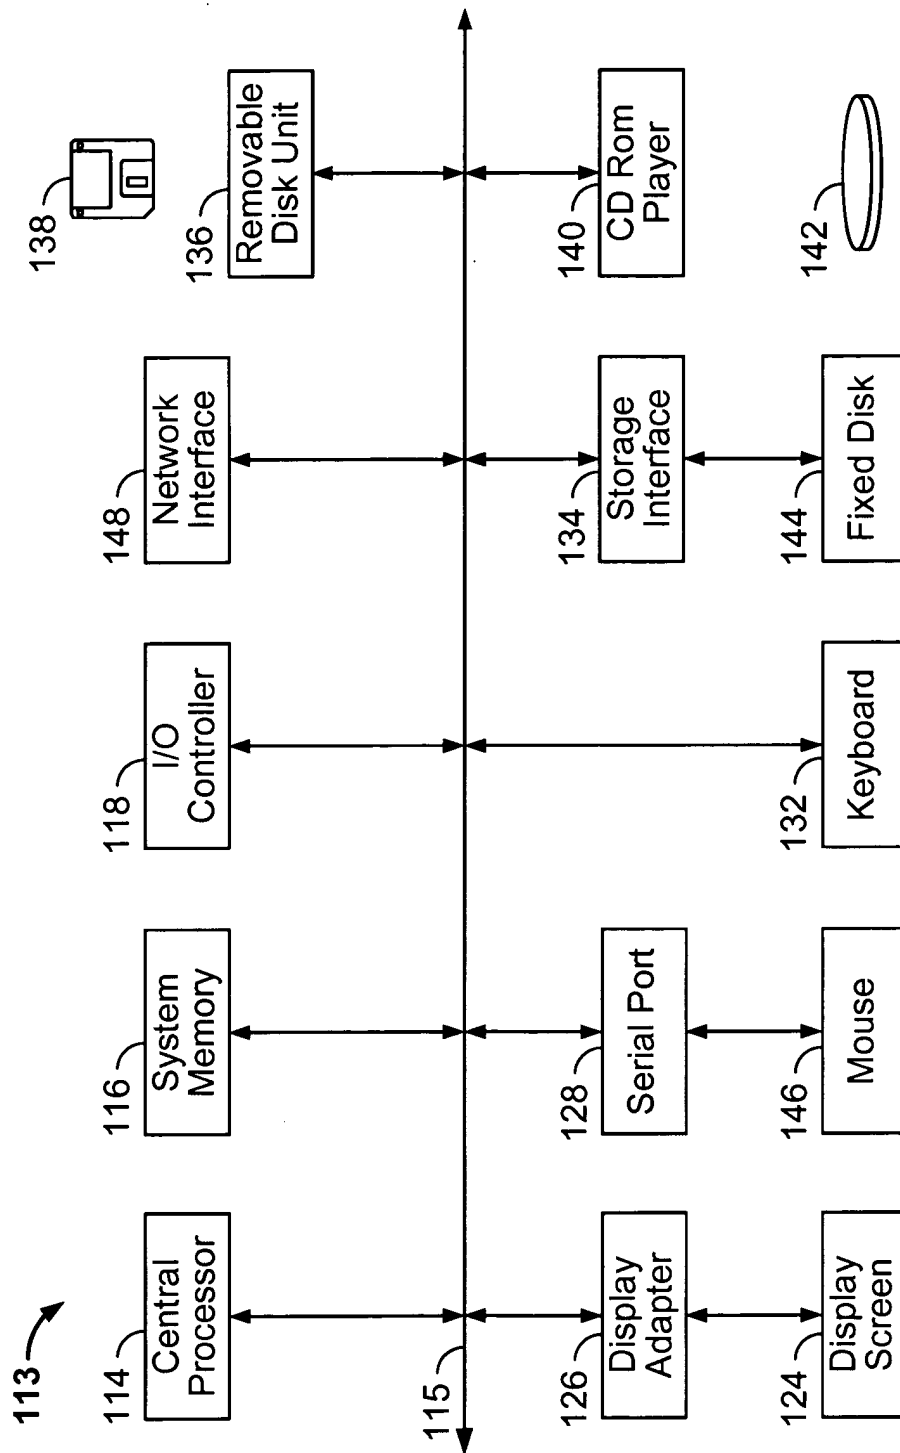 113
114
Central
Processor
116
System
Memory
118
I/O
Controller
148
Network
Interface
138
136
Removable
Disk Unit
115
126
Display
Adapter
128
Serial Port
134
Storage
Interface
140
CD Rom
Player
124
Display
Screen
146
Mouse
132
Keyboard
144
Fixed Disk
142